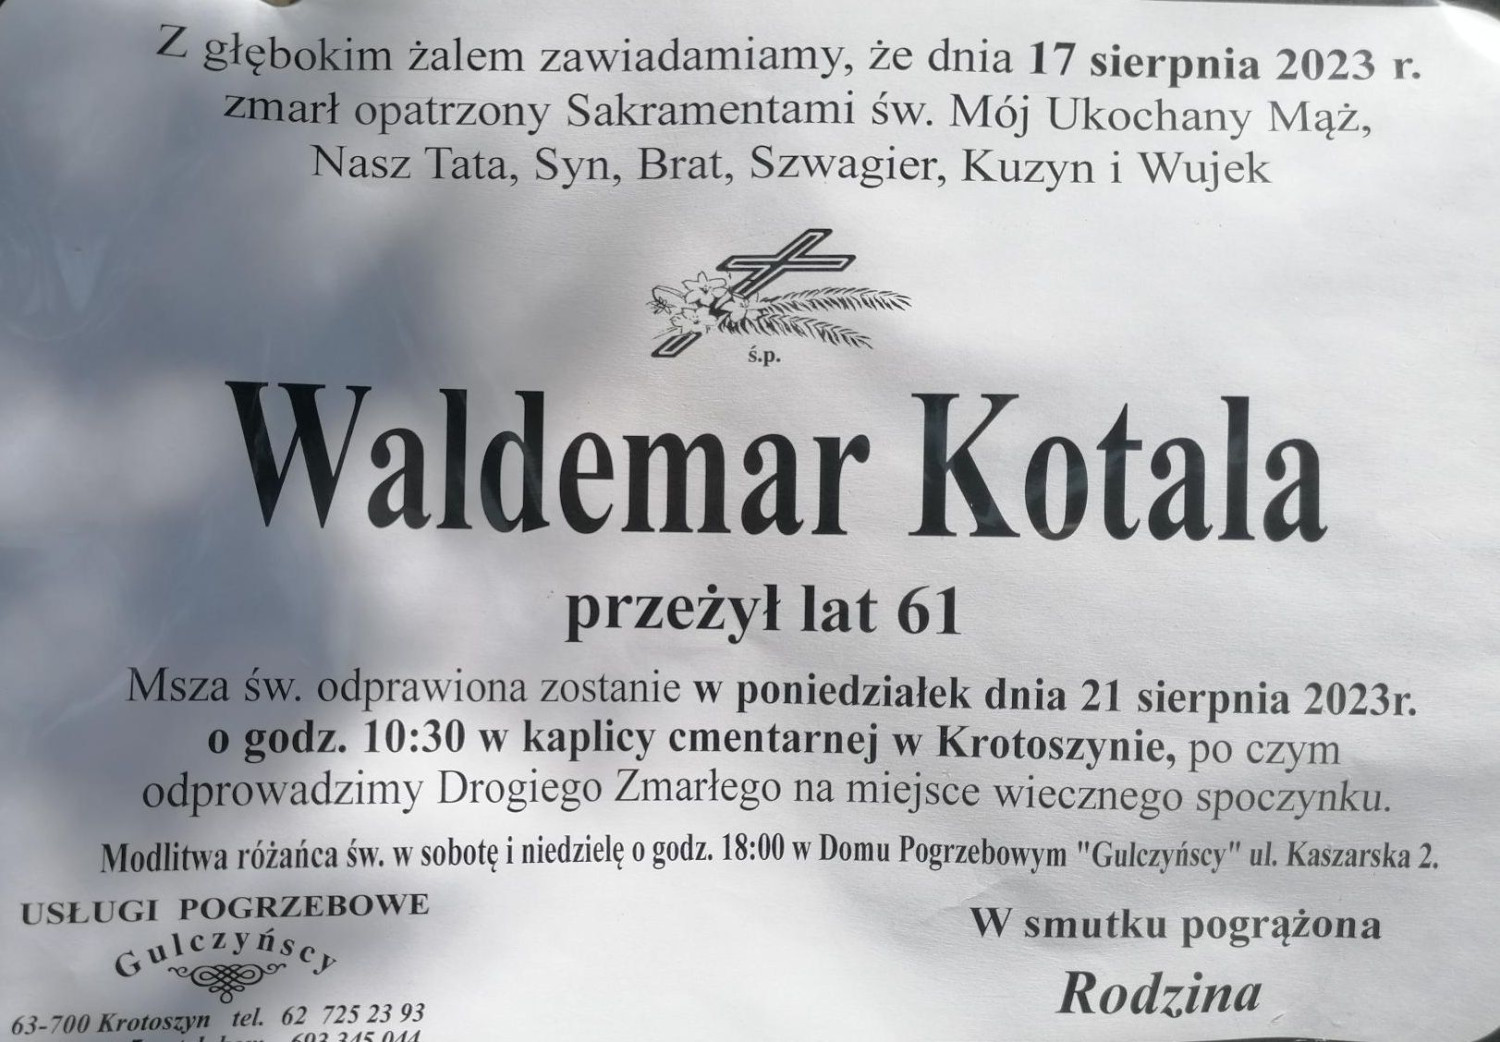 Z głębokim żalem zawiadamiamy, że dnia 17 sierpnia 2023 r.
zmarł opatrzony Sakramentami św. Mój Ukochany Mąż,
Nasz Tata, Syn, Brat, Szwagier, Kuzyn i Wujek
ś.p.
Waldemar Kotala
przeżył lat 61
Msza św. odprawiona zostanie w poniedziałek dnia 21 sierpnia 2023r.
o godz. 10:30 w kaplicy cmentarnej w Krotoszynie, po czym
odprowadzimy Drogiego Zmarłego na miejsce wiecznego spoczynku.
Modlitwa różańca św. w sobotę i niedzielę o godz. 18:00 w Domu Pogrzebowym "Gulczyńscy" ul. Kaszarska 2.
USŁUGI POGRZEBOWE
Gulczyńscy
63-700 Krotoszyn tel. 62 725 23 93
693 345 044
W smutku pogrążona
Rodzina